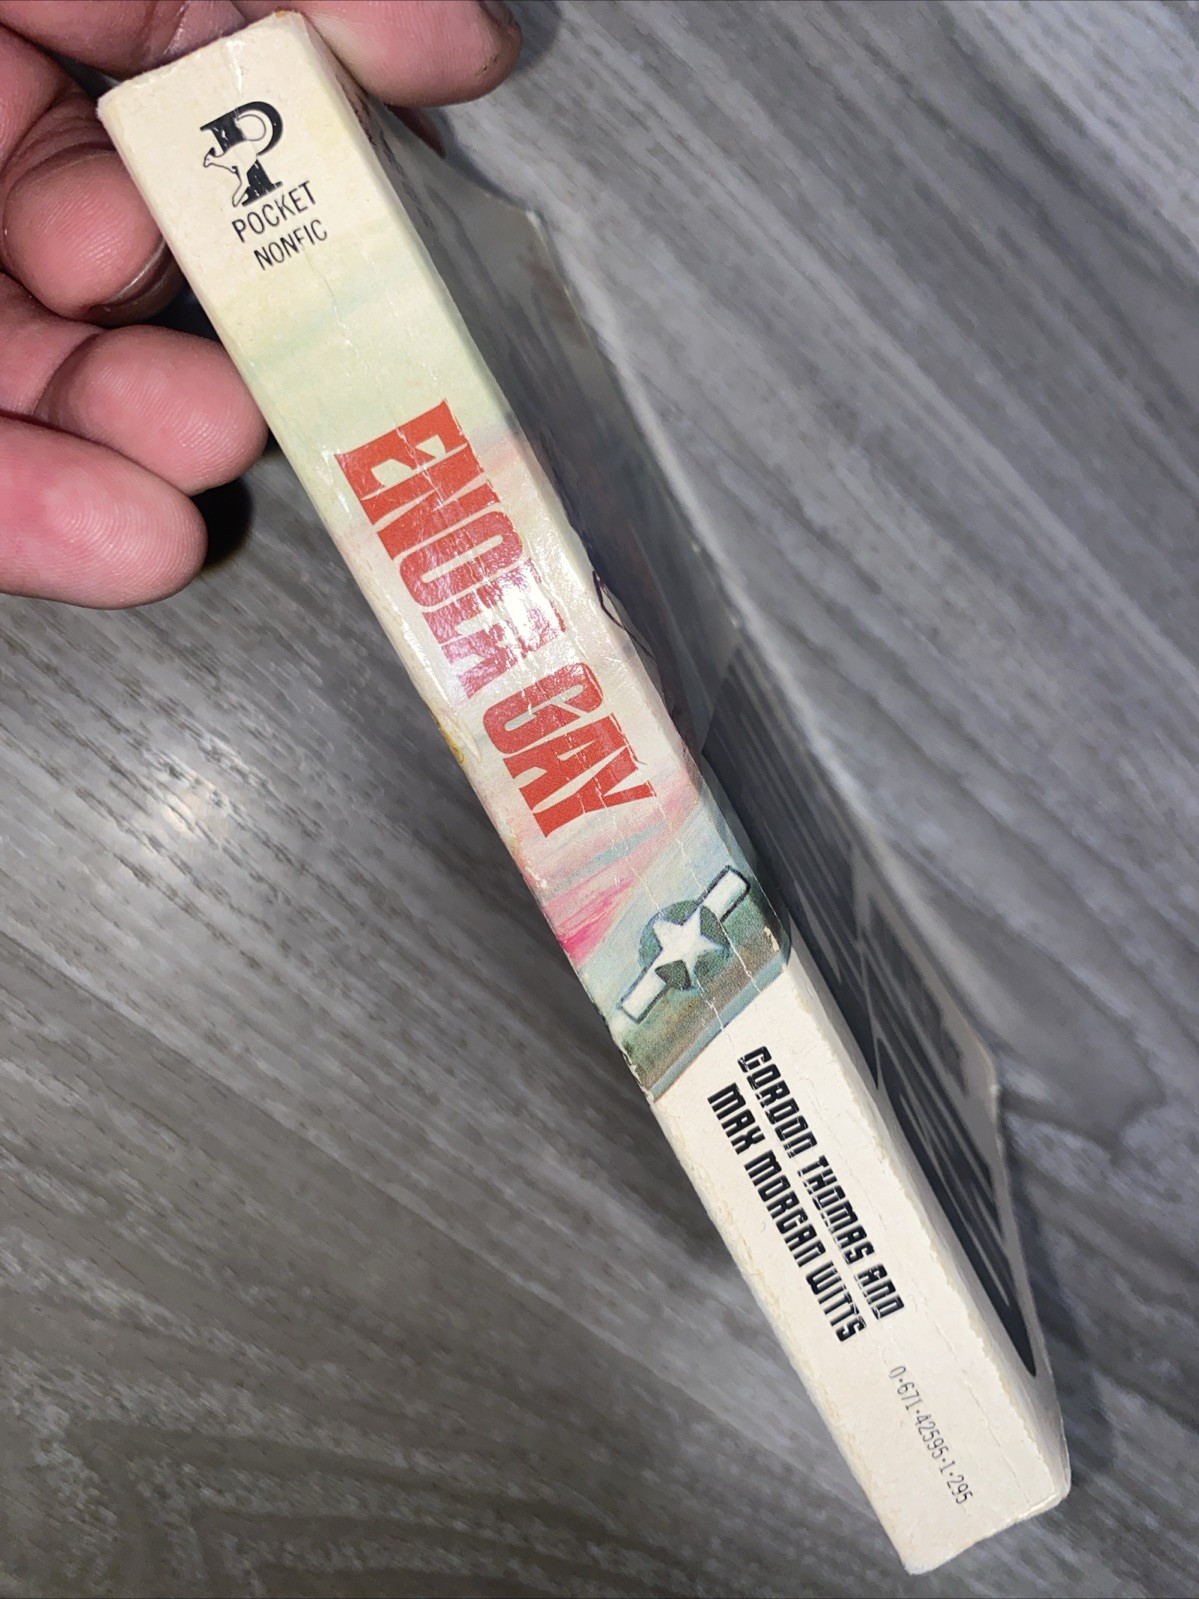 P
POCKET
NONFIC
ENOLA GAY
GORDON THOMAS AND
MAX MORGAN WITTS
0·671·42595·1·295